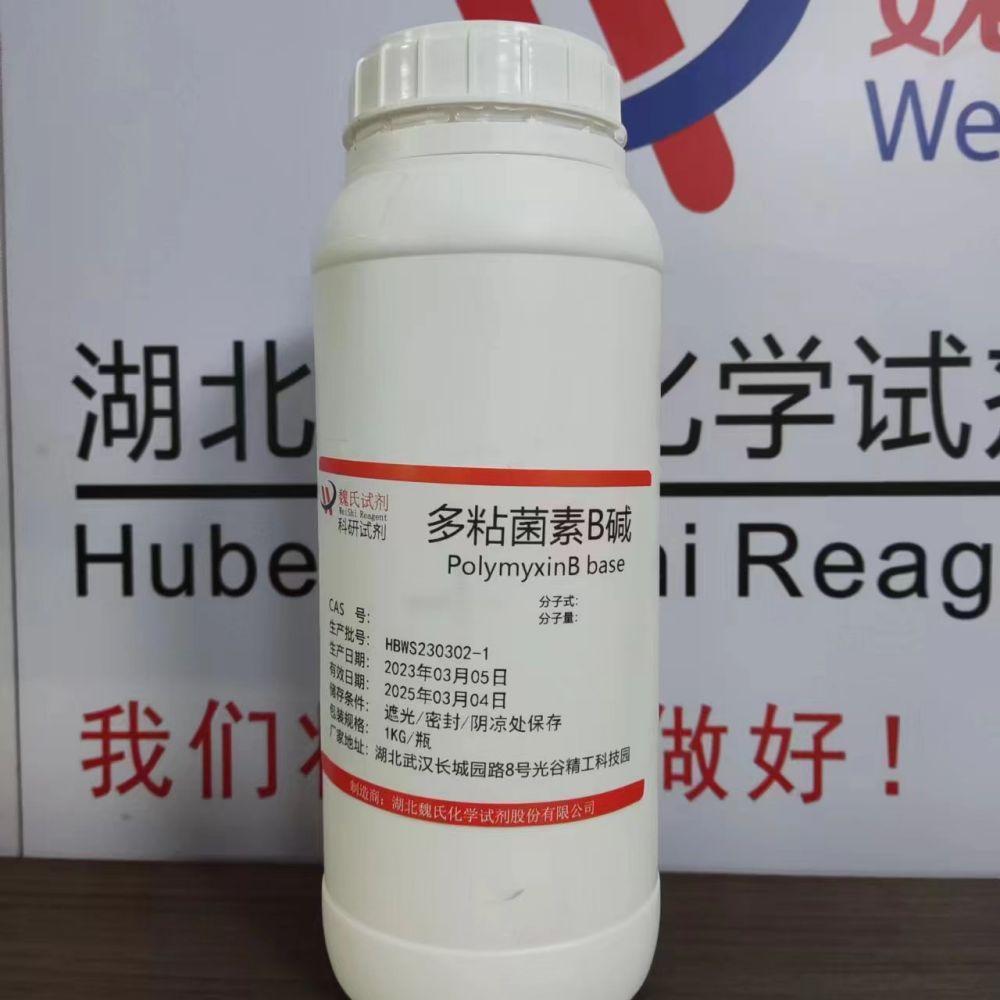 We
湖北
化学试剂
Hube
i Reag
我们
做好！
魏氏试剂
WeiShi Reagent
科研试剂
多粘菌素B碱
PolymyxinB base
分子式：
分子量：
CAS 号：
生产批号： HBWS230302-1
生产日期： 2023年03月05日
有效日期： 2025年03月04日
储存条件： 遮光/密封/阴凉处保存
包装规格： 1KG/瓶
厂家地址：湖北武汉长城园路8号光谷精工科技园
制造商：湖北魏氏化学试剂股份有限公司